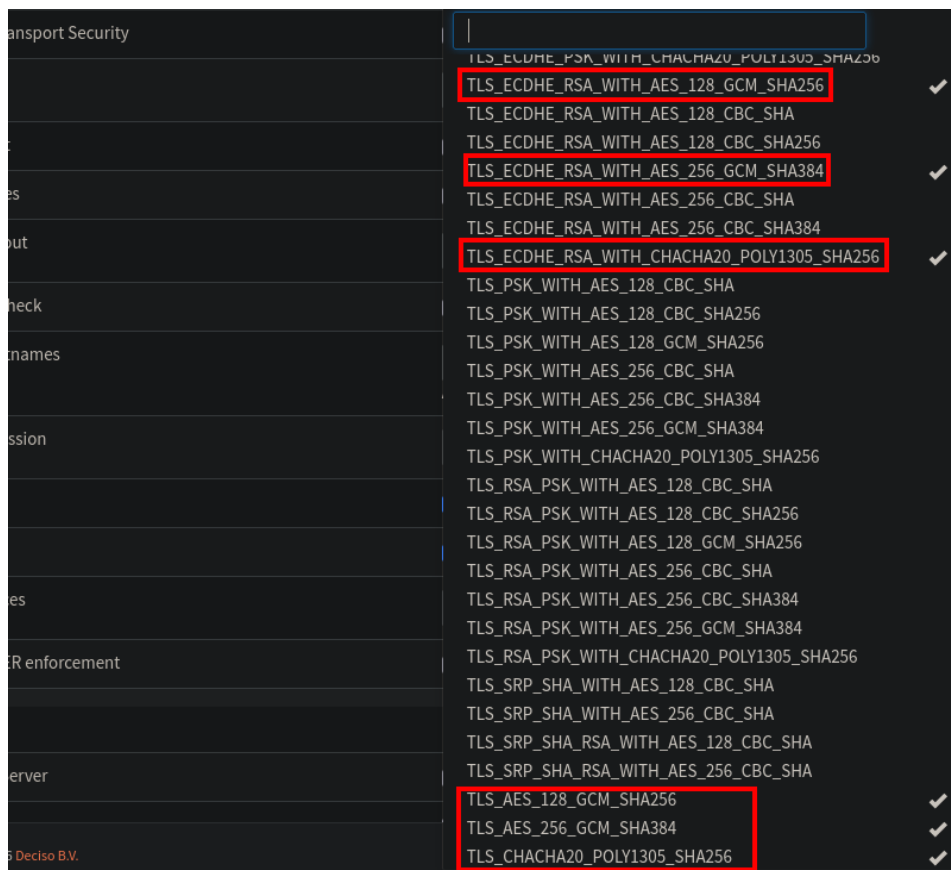 ansport Security
es
out
heck
tnames
ssion
es
ER enforcement
erver
5 Deciso B.V.
TLS_ECDHE_PSK_WITH_CHACHA20_POLY1305_SHA256
TLS_ECDHE_RSA_WITH_AES_128_GCM_SHA256
TLS_ECDHE_RSA_WITH_AES_128_CBC_SHA
TLS_ECDHE_RSA_WITH_AES_128_CBC_SHA256
TLS_ECDHE_RSA_WITH_AES_256_GCM_SHA384
TLS_ECDHE_RSA_WITH_AES_256_CBC_SHA
TLS_ECDHE_RSA_WITH_AES_256_CBC_SHA384
TLS_ECDHE_RSA_WITH_CHACHA20_POLY1305_SHA256
TLS_PSK_WITH_AES_128_CBC_SHA
TLS_PSK_WITH_AES_128_CBC_SHA256
TLS_PSK_WITH_AES_128_GCM_SHA256
TLS_PSK_WITH_AES_256_CBC_SHA
TLS_PSK_WITH_AES_256_CBC_SHA384
TLS_PSK_WITH_AES_256_GCM_SHA384
TLS_PSK_WITH_CHACHA20_POLY1305_SHA256
TLS_RSA_PSK_WITH_AES_128_CBC_SHA
TLS_RSA_PSK_WITH_AES_128_CBC_SHA256
TLS_RSA_PSK_WITH_AES_128_GCM_SHA256
TLS_RSA_PSK_WITH_AES_256_CBC_SHA
TLS_RSA_PSK_WITH_AES_256_CBC_SHA384
TLS_RSA_PSK_WITH_AES_256_GCM_SHA384
TLS_RSA_PSK_WITH_CHACHA20_POLY1305_SHA256
TLS_SRP_SHA_WITH_AES_128_CBC_SHA
TLS_SRP_SHA_WITH_AES_256_CBC_SHA
TLS_SRP_SHA_RSA_WITH_AES_128_CBC_SHA
TLS_SRP_SHA_RSA_WITH_AES_256_CBC_SHA
TLS_AES_128_GCM_SHA256
TLS_AES_256_GCM_SHA384
TLS_CHACHA20_POLY1305_SHA256